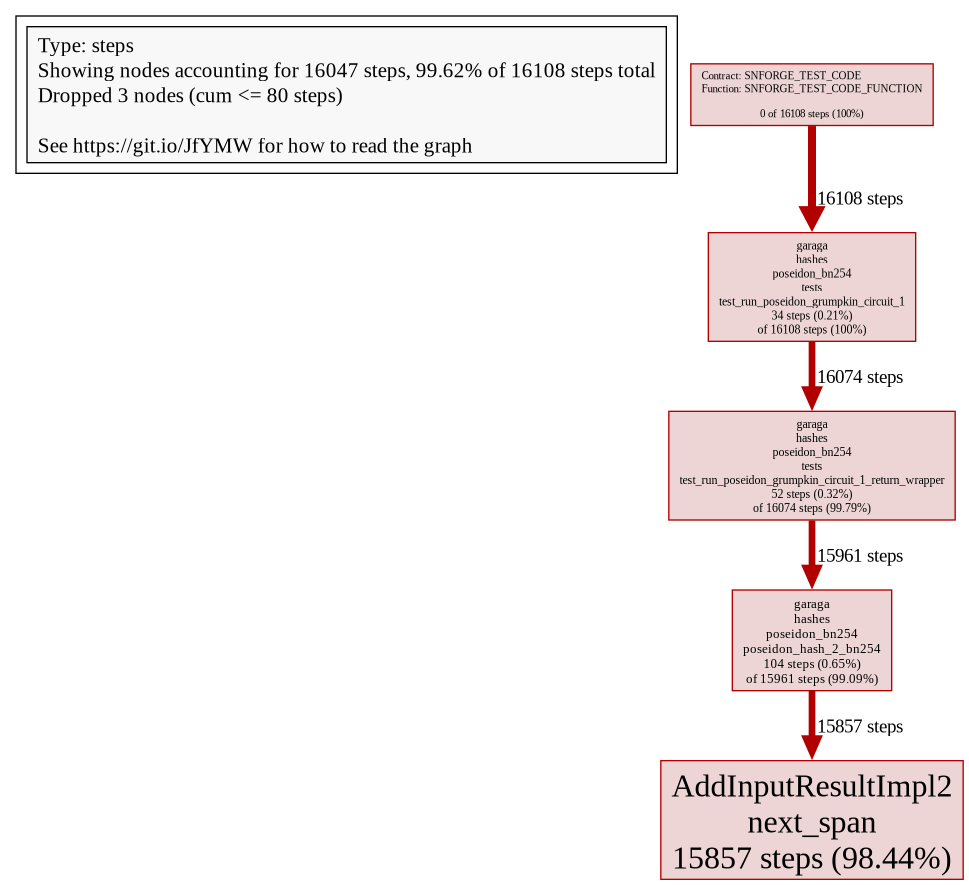 Type: steps
Showing nodes accounting for 16047 steps, 99.62% of 16108 steps total
Dropped 3 nodes (cum <= 80 steps)
See https://git.io/JfYMW for how to read the graph
Contract: SNFORGE_TEST_CODE
Function: SNFORGE_TEST_CODE_FUNCTION
0 of 16108 steps (100%)
16108 steps
garaga
hashes
poseidon_bn254
tests
test_run_poseidon_grumpkin_circuit_1
34 steps (0.21%)
of 16108 steps (100%)
16074 steps
garaga
hashes
poseidon_bn254
tests
test_run_poseidon_grumpkin_circuit_1_return_wrapper
52 steps (0.32%)
of 16074 steps (99.79%)
15961 steps
garaga
hashes
poseidon_bn254
poseidon_hash_2_bn254
104 steps (0.65%)
of 15961 steps (99.09%)
15857 steps
AddInputResultImpl2
next_span
15857 steps (98.44%)